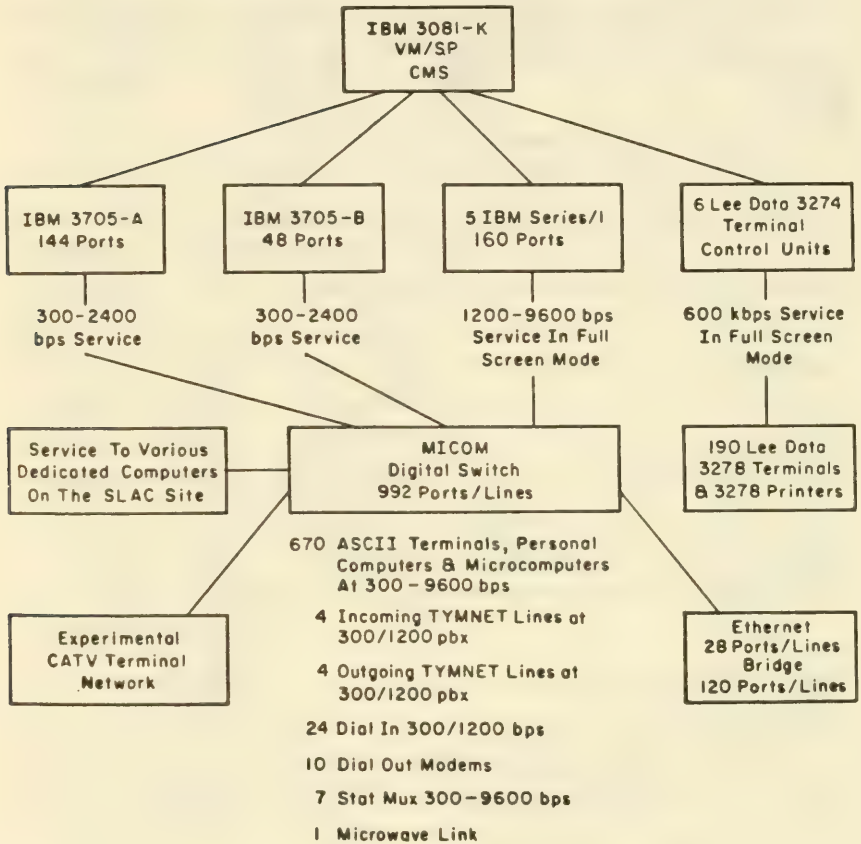 IBM 3081-K
VM/SP
CMS
IBM 3705-A
144 Ports
IBM 3705-B
48 Ports
5 IBM Series/1
160 Ports
6 Lee Data 3274
Terminal
Control Units
300-2400
bps Service
300-2400
bps Service
1200-9600 bps
Service In Full
Screen Mode
600 kbps Service
In Full Screen
Mode
Service To Various
Dedicated Computers
On The SLAC Site
MICOM
Digital Switch
992 Ports/Lines
190 Lee Data
3278 Terminals
& 3278 Printers
670 ASCII Terminals, Personal
Computers & Microcomputers
At 300-9600 bps
4 Incoming TYMNET Lines at
300/1200 pbx
4 Outgoing TYMNET Lines at
300/1200 pbx
24 Dial In 300/1200 bps
10 Dial Out Modems
7 Stat Mux 300-9600 bps
1 Microwave Link
Experimental
CATV Terminal
Network
Ethernet
28 Ports/Lines
Bridge
120 Ports/Lines